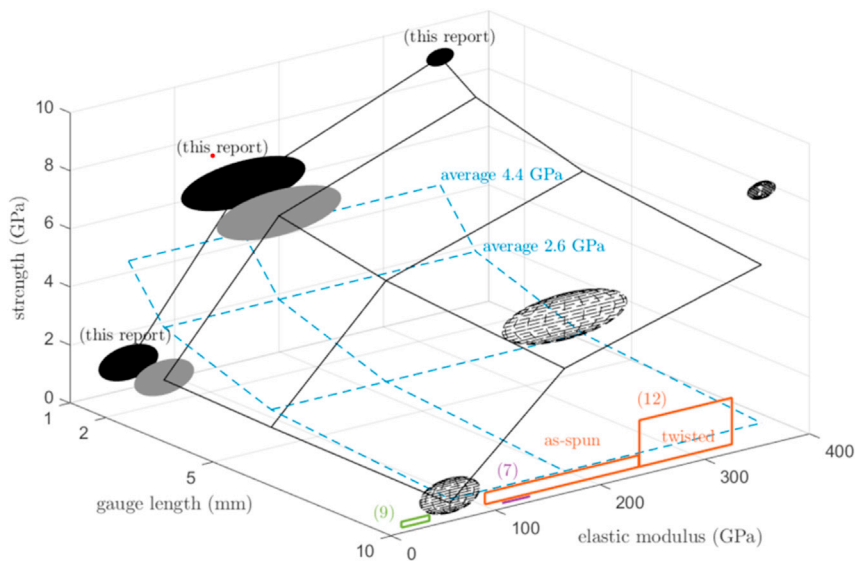 (this report)
10
8
6
4
2
0
strength (GPa)
(this report)
average 4.4 GPa
average 2.6 GPa
(this report)
1
2
5
10
gauge length (mm)
(12)
as-spun
twisted
(7)
(9)
0
100
200
300
400
elastic modulus (GPa)